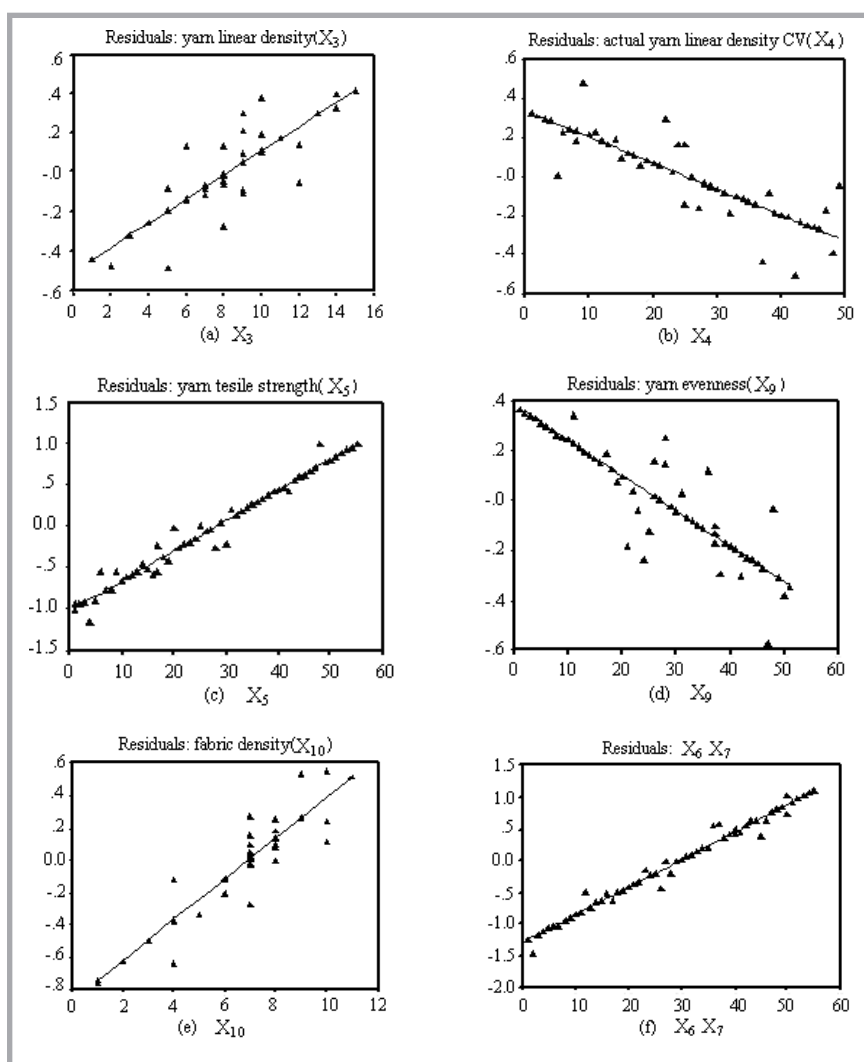 Residuals: yarn linear density(X3)
.6
.4
.2
-.0
-.2
-.4
-.6
0 2 4 6 8 10 12 14 16
(a) X3
Residuals: actual yarn linear density CV(X4)
.6
.4
.2
-.0
-.2
-.4
-.6
0 10 20 30 40 50
(b) X4
Residuals: yarn tesile strength(X5)
1.5
1.0
.5
0.0
-.5
-1.0
-1.5
0 10 20 30 40 50 60
(c) X5
Residuals: yarn evenness(X9)
.4
.2
-.0
-.2
-.4
-.6
0 10 20 30 40 50 60
(d) X9
Residuals: fabric density(X10)
.6
.4
.2
0.0
-.2
-.4
-.6
-.8
0 2 4 6 8 10 12
(e) X10
Residuals: X6 X7
1.5
1.0
.5
0.0
-.5
-1.0
-1.5
-2.0
0 10 20 30 40 50 60
(f) X6 X7